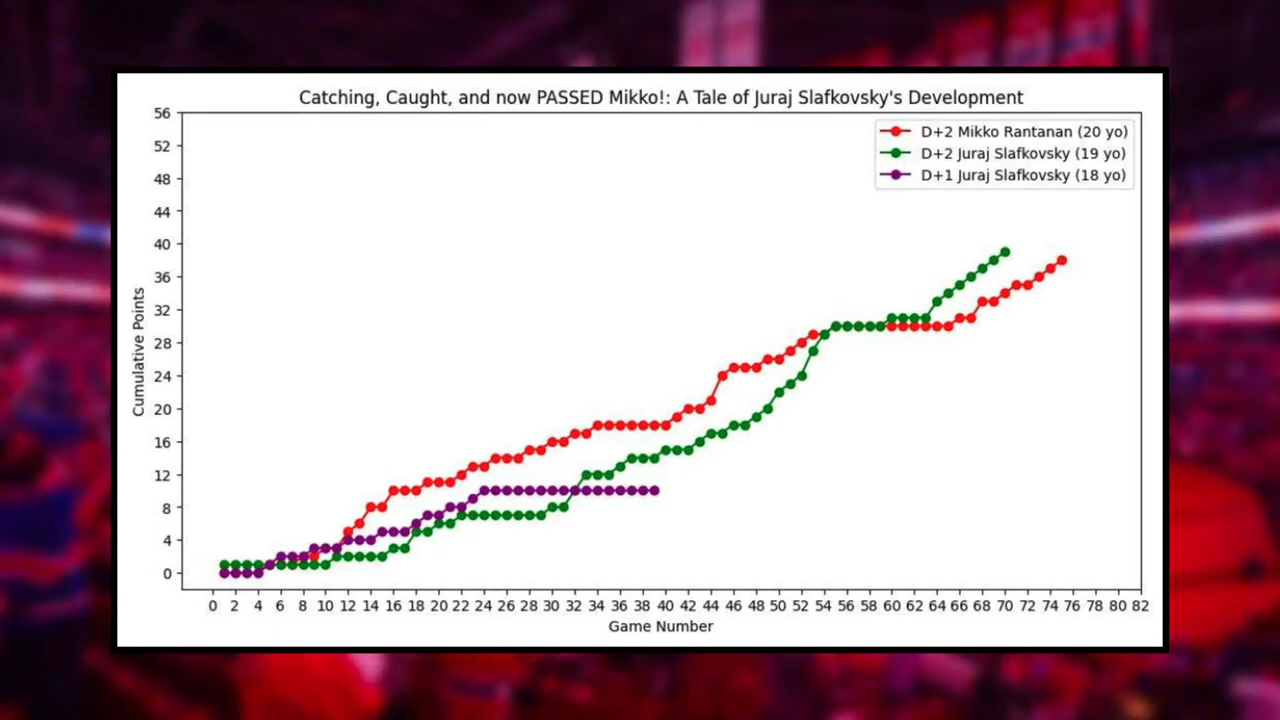 Catching, Caught, and now PASSED Mikko!: A Tale of Juraj Slafkovsky's Development
D+2 Mikko Rantanan (20 yo)
D+2 Juraj Slafkovsky (19 yo)
D+1 Juraj Slafkovsky (18 yo)
Cumulative Points
56
52
48
44
40
36
32
28
24
20
16
12
8
4
0
0 2 4 6 8 10 12 14 16 18 20 22 24 26 28 30 32 34 36 38 40 42 44 46 48 50 52 54 56 58 60 62 64 66 68 70 72 74 76 78 80 82
Game Number